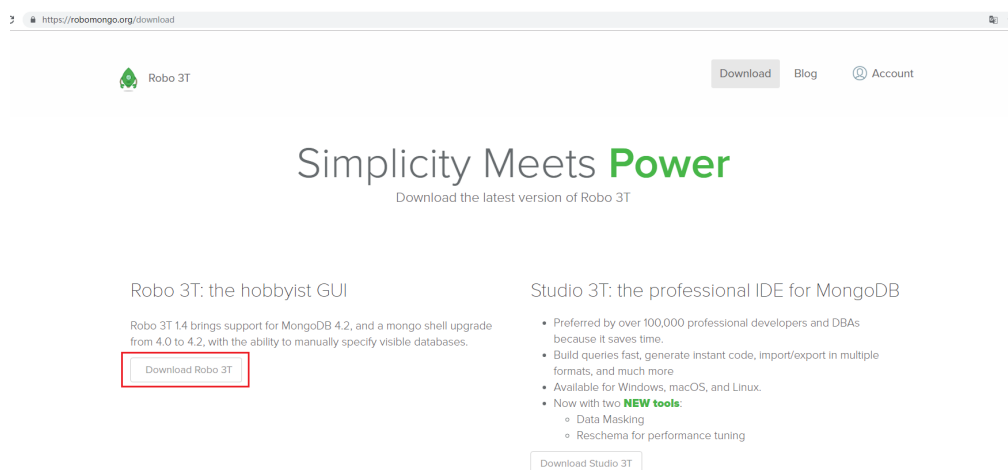 https://robomongo.org/download
Robo 3T
Download Blog Account
Simplicity Meets Power
Download the latest version of Robo 3T
Robo 3T: the hobbyist GUI
Robo 3T 1.4 brings support for MongoDB 4.2, and a mongo shell upgrade
from 4.0 to 4.2, with the ability to manually specify visible databases.
Download Robo 3T
Studio 3T: the professional IDE for MongoDB
Preferred by over 100,000 professional developers and DBAs
because it saves time.
Build queries fast, generate instant code, import/export in multiple
formats, and much more
Available for Windows, macOS, and Linux.
Now with two NEW tools:
Data Masking
Reschema for performance tuning
Download Studio 3T